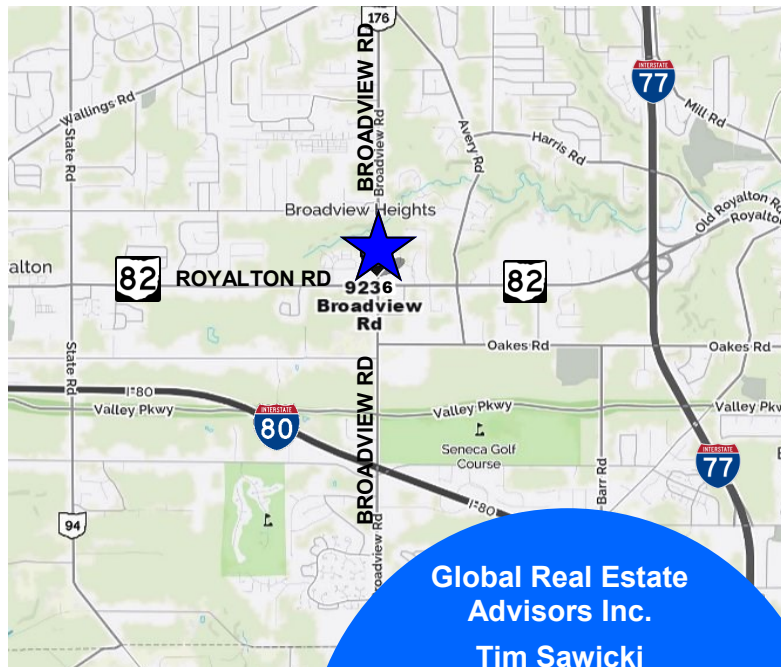 176
BROADVIEW RD
Broadview Rd
INTERSTATE
77
Wallings Rd
State Rd
Avery Rd
Mill Rd
Harris Rd
Old Royalton Rd
Royalton
Broadview Heights
alton
82
ROYALTON RD
82
9236
Broadview
Rd
Oakes Rd
Oakes Rd
State Rd
BROADVIEW RD
I-80
Valley Pkwy
INTERSTATE
80
Valley Pkwy
Valley Pkw
Seneca Golf
Course
INTERSTATE
77
E
Barr Rd
94
I-80
roadview Rd
Global Real Estate
Advisors Inc.
Tim Sawicki